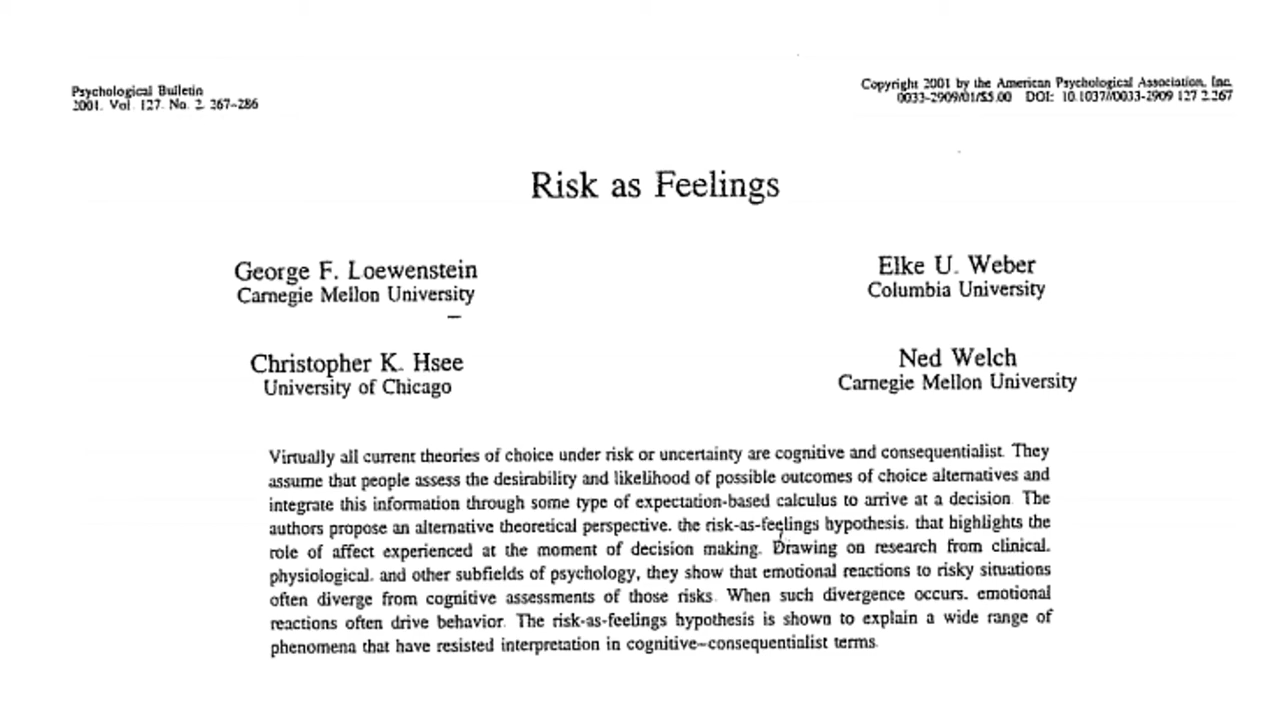 Psychological Bulletin
2001. Vol. 127. No. 2. 267-286
Copyright 2001 by the American Psychological Association, Inc.
0033-2909/01/$5.00 DOI: 10.1037//0033-2909 127 2.267
Risk as Feelings
George F. Loewenstein
Carnegie Mellon University
Elke U. Weber
Columbia University
Christopher K. Hsee
University of Chicago
Ned Welch
Carnegie Mellon University
Virtually all current theories of choice under risk or uncertainty are cognitive and consequentialist. They
assume that people assess the desirability and likelihood of possible outcomes of choice alternatives and
integrate this information through some type of expectation-based calculus to arrive at a decision. The
authors propose an alternative theoretical perspective, the risk-as-feelings hypothesis, that highlights the
role of affect experienced at the moment of decision making. Drawing on research from clinical,
physiological, and other subfields of psychology, they show that emotional reactions to risky situations
often diverge from cognitive assessments of those risks. When such divergence occurs, emotional
reactions often drive behavior. The risk-as-feelings hypothesis is shown to explain a wide range of
phenomena that have resisted interpretation in cognitive–consequentialist terms.